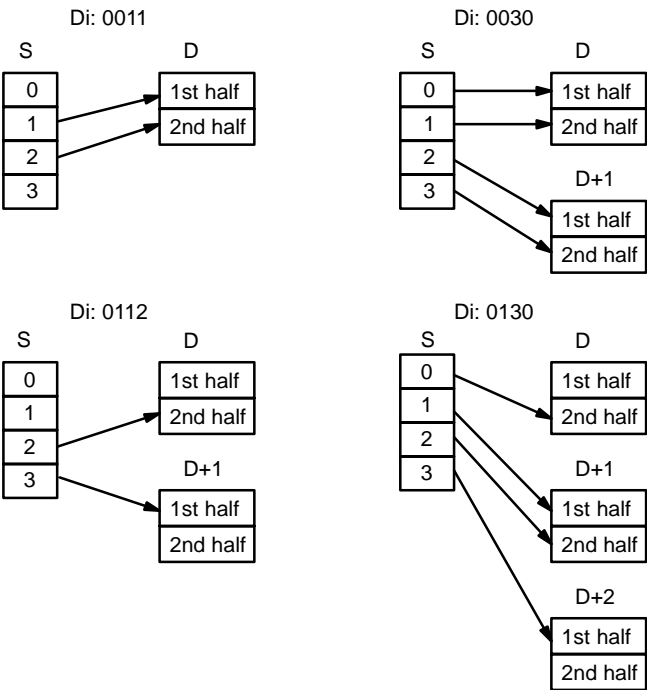 Di: 0011
S D
0 1st half
1 2nd half
2
3
Di: 0030
S D
0 1st half
1 2nd half
2
3
D+1
1st half
2nd half
Di: 0112
S D
0 1st half
1 2nd half
2
3
D+1
1st half
2nd half
Di: 0130
S D
0 1st half
1 2nd half
2
3
D+1
1st half
2nd half
D+2
1st half
2nd half